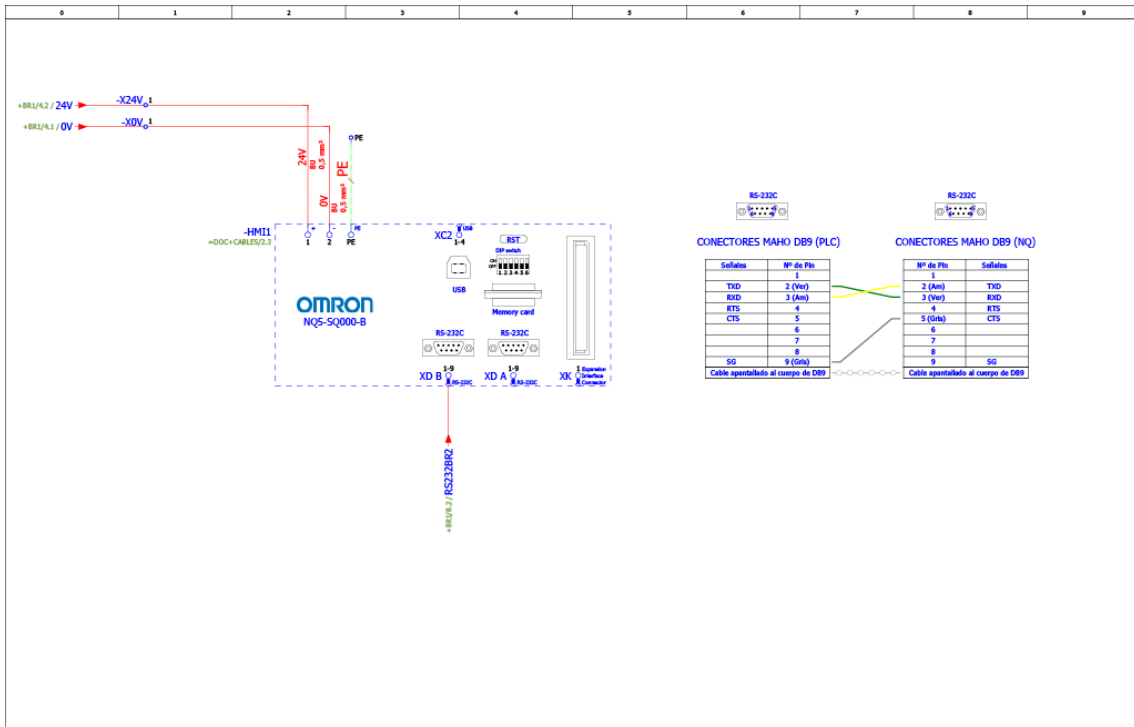 0 1 2 3 4 5 6 7 8 9
+BR1/4.2 / 24V
-X24V 1
+BR1/4.1 / 0V
-X0V 1
PE
24V
BU
0,5 mm²
0V
BU
0,5 mm²
PE
-HMI1
=DOC+CABLES/2.3
+ - PE
1 2 PE
XC2
USB
1-4
RST
DIP switch
ON
OFF
1 2 3 4 5 6
USB
Memory card
OMRON
NQ5-SQ000-B
RS-232C
RS-232C
XD B
1-9
RS-232C
XD A
1-9
RS-232C
XK
1
Expansion
Interface
Connector
+BR1/8.2 / RS232BR2
RS-232C
RS-232C
CONECTORES MAHO DB9 (PLC)
Señales Nº de Pin
1
TXD 2 (Ver)
RXD 3 (Am)
RTS 4
CTS 5
6
7
8
SG 9 (Gris)
Cable apantallado al cuerpo de DB9
CONECTORES MAHO DB9 (NQ)
Nº de Pin Señales
1
2 (Am) TXD
3 (Ver) RXD
4 RTS
5 (Gris) CTS
6
7
8
9 SG
Cable apantallado al cuerpo de DB9